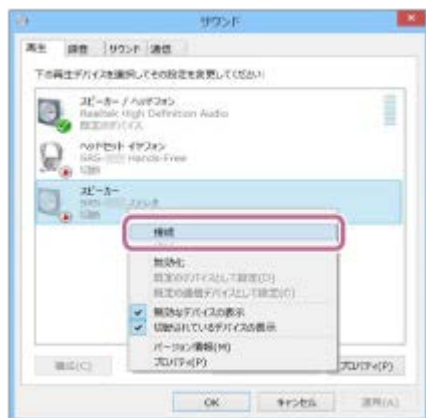 サウンド
再生 録音 サウンド 通信
下の再生デバイスを選択してその設定を変更してください:
スピーカー / ヘッドフォン
Realtek High Definition Audio
既定のデバイス
ヘッドセット イヤフォン
SRS- Hands-Free
切断
スピーカー
SRS- ステレオ
切断
接続
無効化
既定のデバイスとして設定(D)
既定の通信デバイスとして設定(C)
無効なデバイスの表示
切断されているデバイスの表示
バージョン情報(M)
プロパティ(P)
構成(C) プロパティ(P)
OK キャンセル 適用(A)